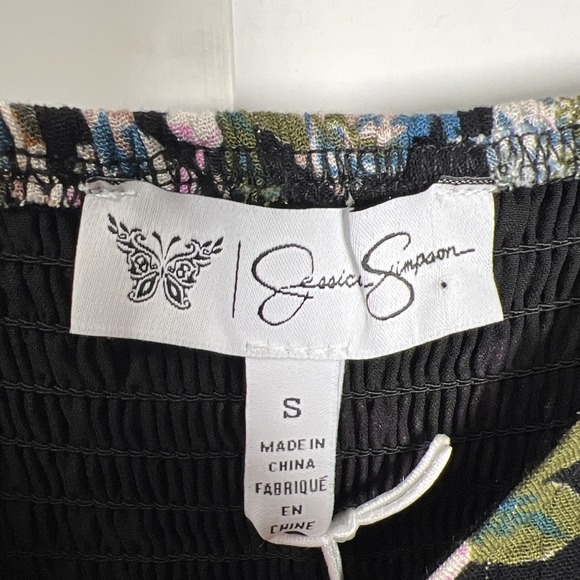 Jessica Simpson
S
MADE IN
CHINA
FABRIQUÉ
EN
CHINE